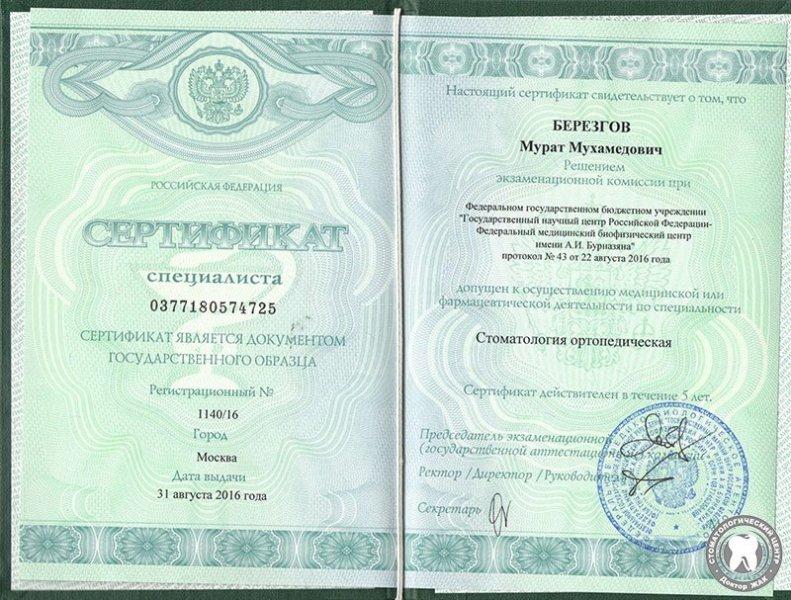 РОССИЙСКАЯ ФЕДЕРАЦИЯ
СЕРТИФИКАТ
специалиста
0377180574725
СЕРТИФИКАТ ЯВЛЯЕТСЯ ДОКУМЕНТОМ
ГОСУДАРСТВЕННОГО ОБРАЗЦА
Регистрационный №
1140/16
Город
Москва
Дата выдачи
31 августа 2016 года
Настоящий сертификат свидетельствует о том, что
БЕРЕЗГОВ
Мурат Мухамедович
Решением
экзаменационной комиссии при
Федеральном государственном бюджетном учреждении
"Государственный научный центр Российской Федерации-
Федеральный медицинский биофизический центр
имени А.И. Бурназяна"
протокол № 43 от 22 августа 2016 года
допущен к осуществлению медицинской или
фармацевтической деятельности по специальности
Стоматология ортопедическая
Сертификат действителен в течение 5 лет.
Председатель экзаменационной
(государственной аттестационной) комиссии
Ректор /Директор /Руководитель
Секретарь
СТОМАТОЛОГИЧЕСКИЙ ЦЕНТР
Доктор ЖАК